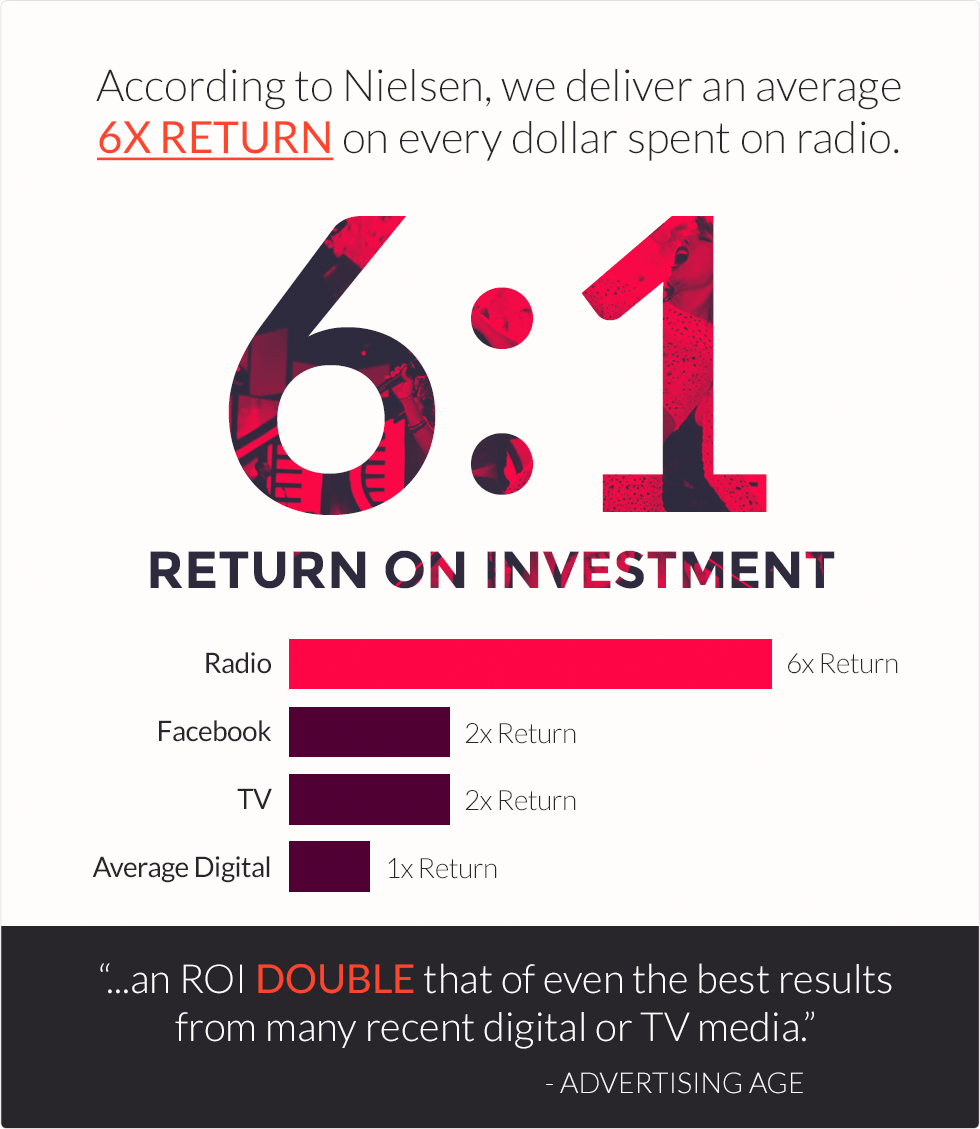 According to Nielsen, we deliver an average
6X RETURN on every dollar spent on radio.
6:1
RETURN ON INVESTMENT
Radio 6x Return
Facebook 2x Return
TV 2x Return
Average Digital 1x Return
“...an ROI DOUBLE that of even the best results
from many recent digital or TV media.”
- ADVERTISING AGE